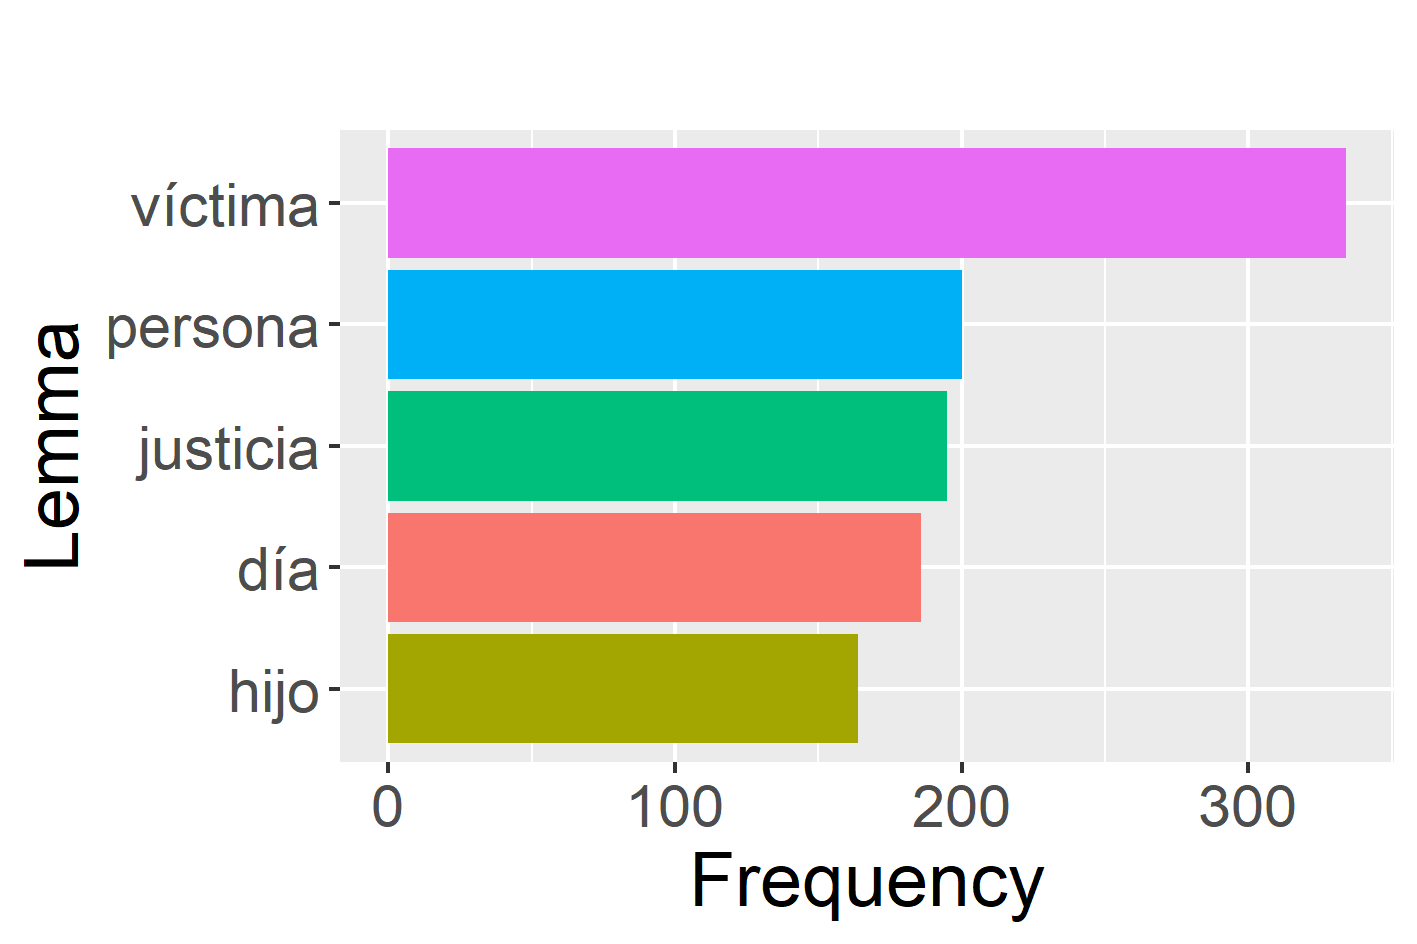 Lemma
víctima
persona
justicia
día
hijo
0 100 200 300
Frequency